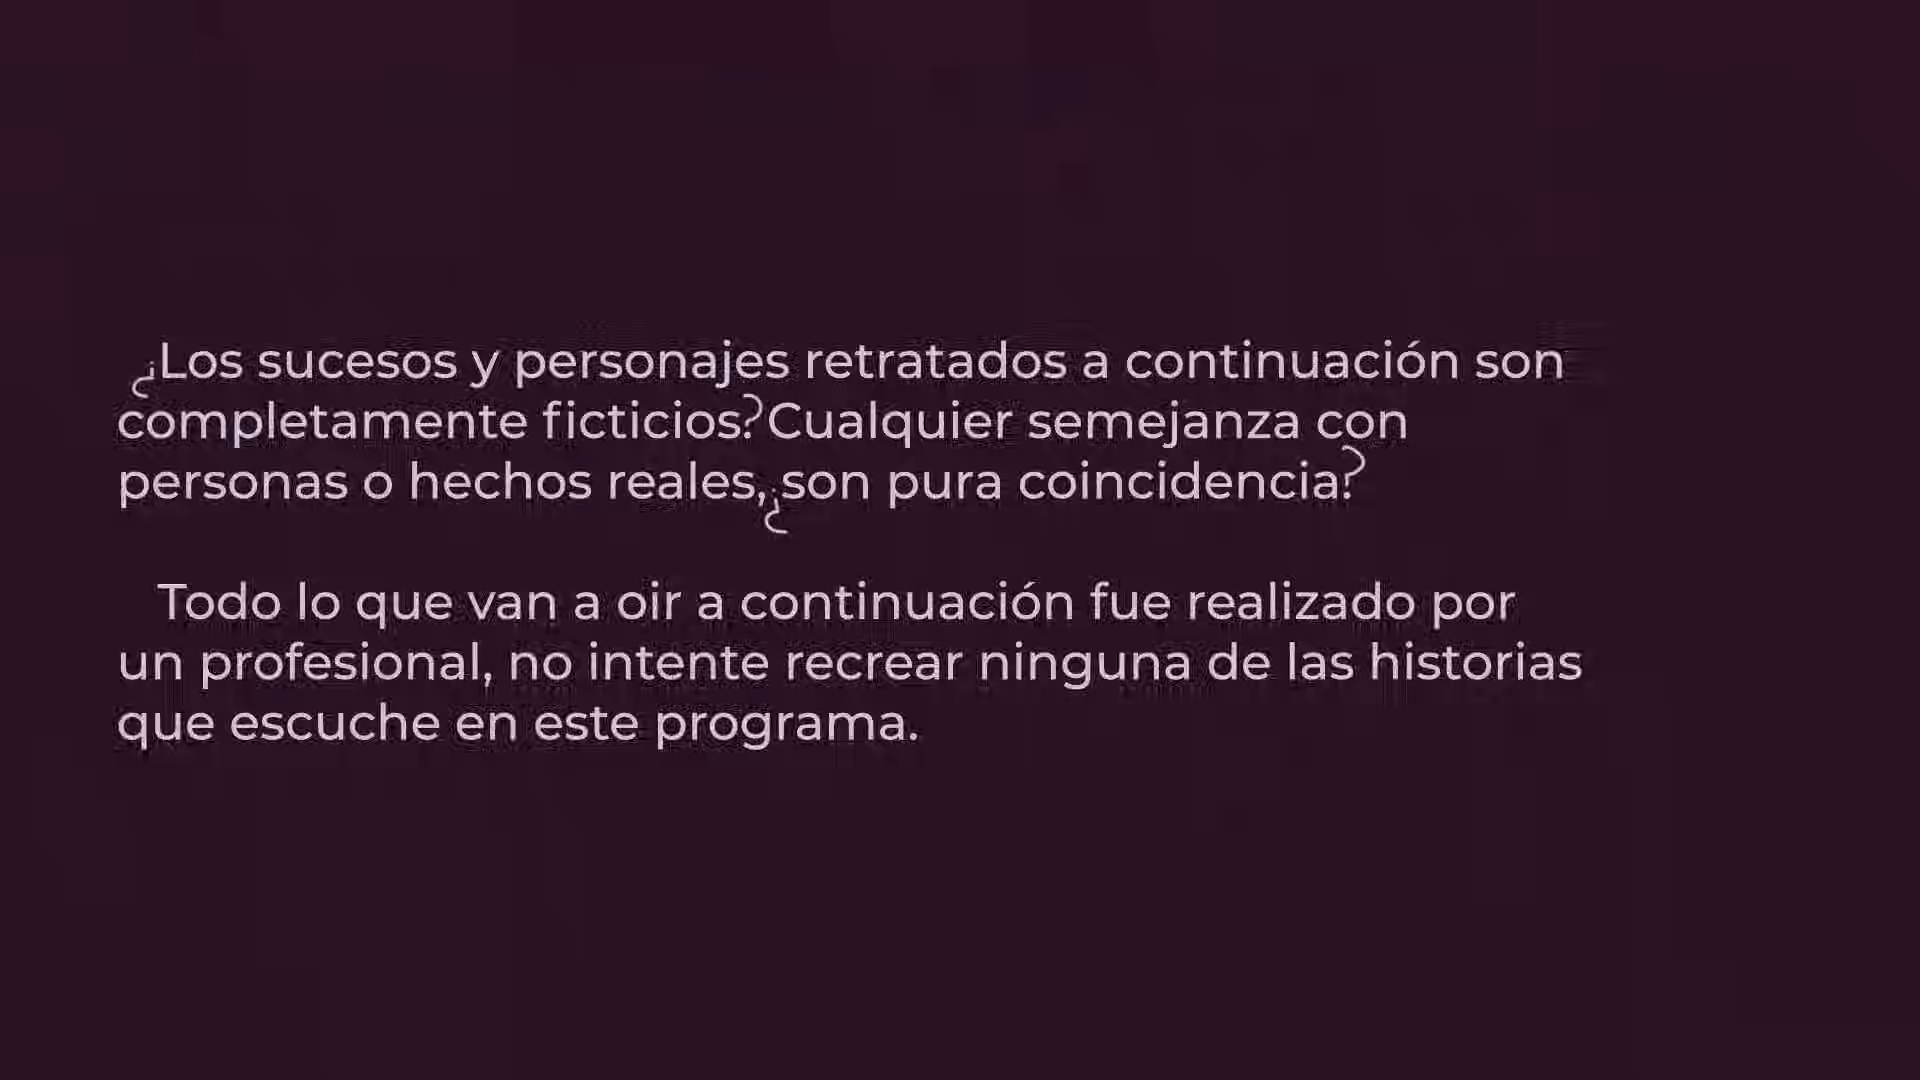 ¿Los sucesos y personajes retratados a continuación son
completamente ficticios?Cualquier semejanza con
personas o hechos reales,¿son pura coincidencia?
Todo lo que van a oir a continuación fue realizado por
un profesional, no intente recrear ninguna de las historias
que escuche en este programa.